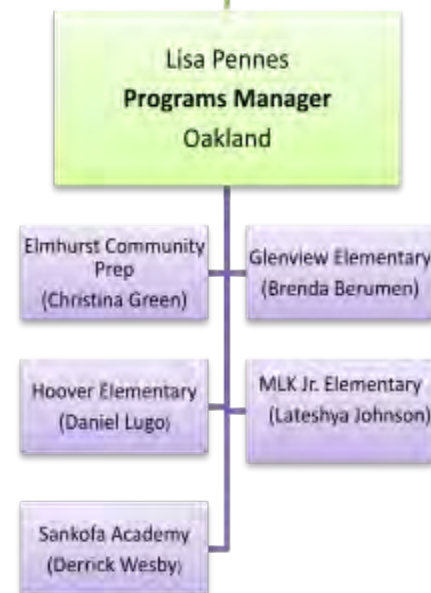 Lisa Pennes
Programs Manager
Oakland
Elmhurst Community
Prep
(Christina Green)
Glenview Elementary
(Brenda Berumen)
Hoover Elementary
(Daniel Lugo)
MLK Jr. Elementary
(Lateshya Johnson)
Sankofa Academy
(Derrick Wesby)